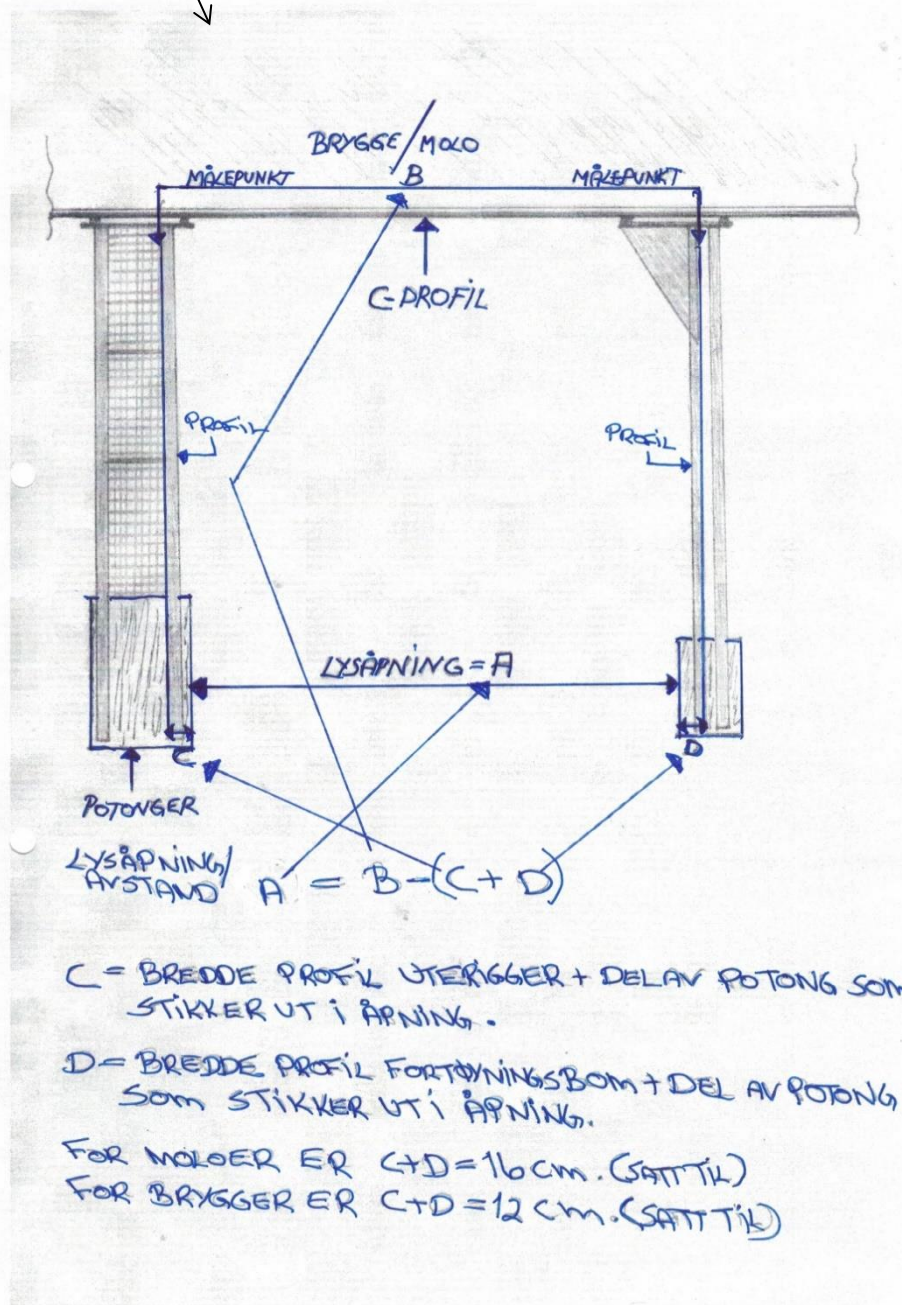 BRYGGE/MOLO
MÅLEPUNKT
B
MÅLEPUNKT
C-PROFIL
PROFIL
PROFIL
LYSÅPNING = A
C
D
POTONGER
LYSÅPNING/
AVSTAND A = B-(C+D)
C = BREDDE PROFIL UTERIGGER + DEL AV POTONG SOM
STIKKER UT I ÅPNING.
D = BREDDE PROFIL FORTØYNINGSBOM + DEL AV POTONG
SOM STIKKER UT I ÅPNING.
FOR MOLOER ER C+D = 16 cm. (SATT TIL)
FOR BRYGGER ER C+D = 12 cm. (SATT TIL)